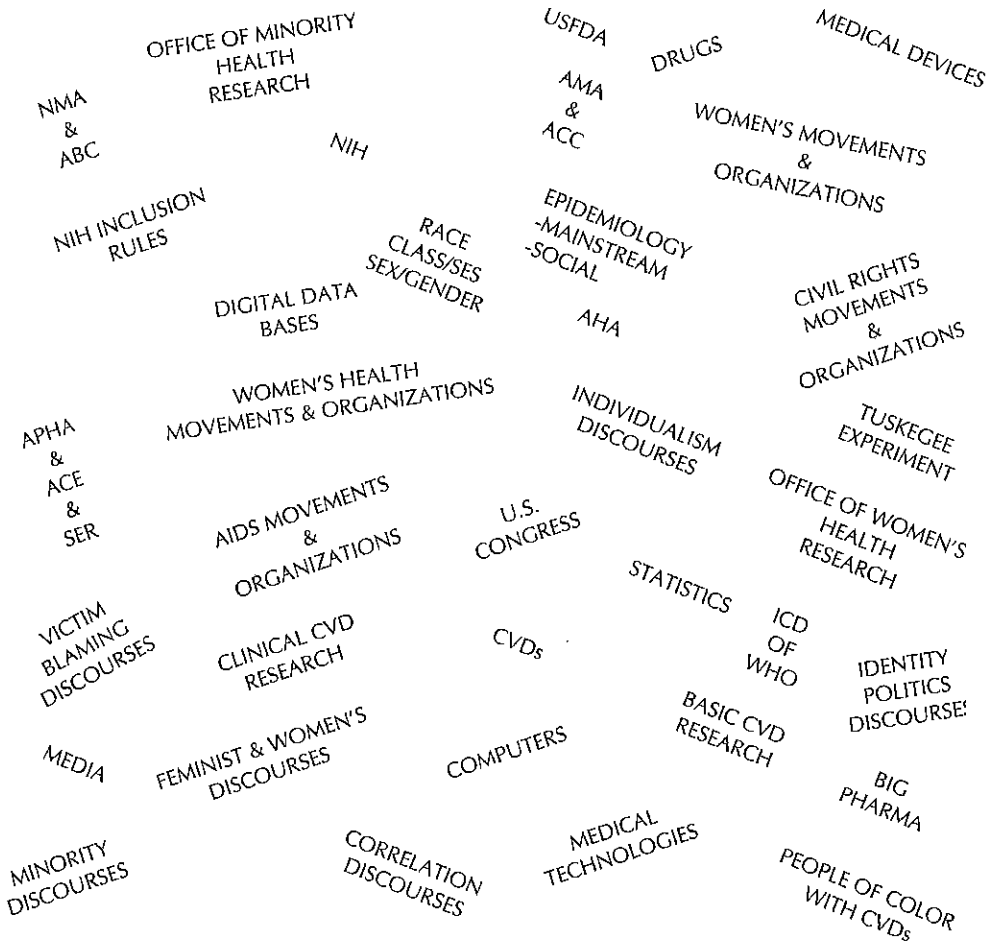 OFFICE OF MINORITY
HEALTH
RESEARCH
USFDA
DRUGS
MEDICAL DEVICES
NMA
&
ABC
NIH
AMA
&
ACC
WOMEN'S MOVEMENTS
&
ORGANIZATIONS
NIH INCLUSION
RULES
RACE
CLASS/SES
SEX/GENDER
EPIDEMIOLOGY
-MAINSTREAM
-SOCIAL
CIVIL RIGHTS
MOVEMENTS
&
ORGANIZATIONS
DIGITAL DATA
BASES
AHA
WOMEN'S HEALTH
MOVEMENTS & ORGANIZATIONS
INDIVIDUALISM
DISCOURSES
TUSKEGEE
EXPERIMENT
APHA
&
ACE
&
SER
AIDS MOVEMENTS
&
ORGANIZATIONS
U.S.
CONGRESS
OFFICE OF WOMEN'S
HEALTH
RESEARCH
STATISTICS
ICD
OF
WHO
VICTIM
BLAMING
DISCOURSES
CLINICAL CVD
RESEARCH
CVDs
IDENTITY
POLITICS
DISCOURSES
BASIC CVD
RESEARCH
MEDIA
FEMINIST & WOMEN'S
DISCOURSES
COMPUTERS
BIG
PHARMA
MINORITY
DISCOURSES
CORRELATION
DISCOURSES
MEDICAL
TECHNOLOGIES
PEOPLE OF COLOR
WITH CVDs